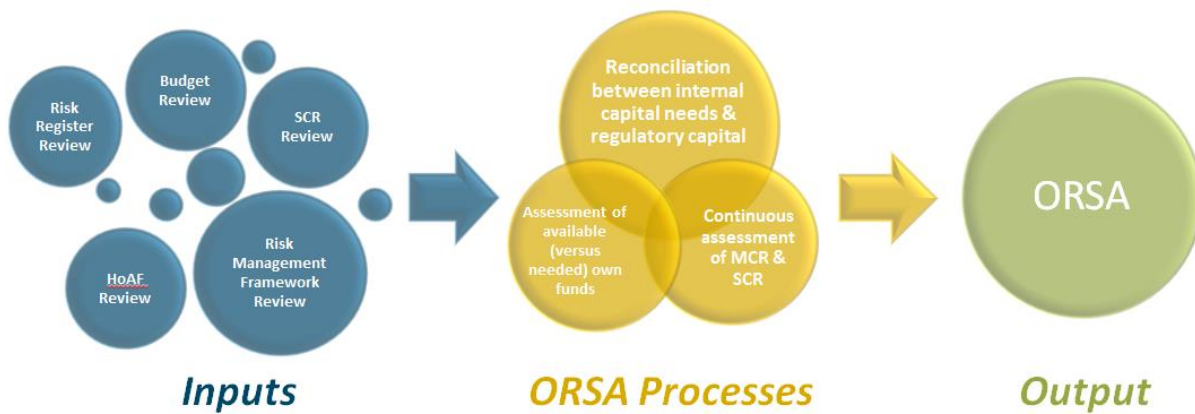 Risk
Register
Review
Budget
Review
SCR
Review
HoAF
Review
Risk
Management
Framework
Review
Reconciliation
between internal
capital needs &
regulatory capital
Assessment of
available
(versus
needed) own
funds
Continuous
assessment
of MCR &
SCR
ORSA
Inputs
ORSA Processes
Output